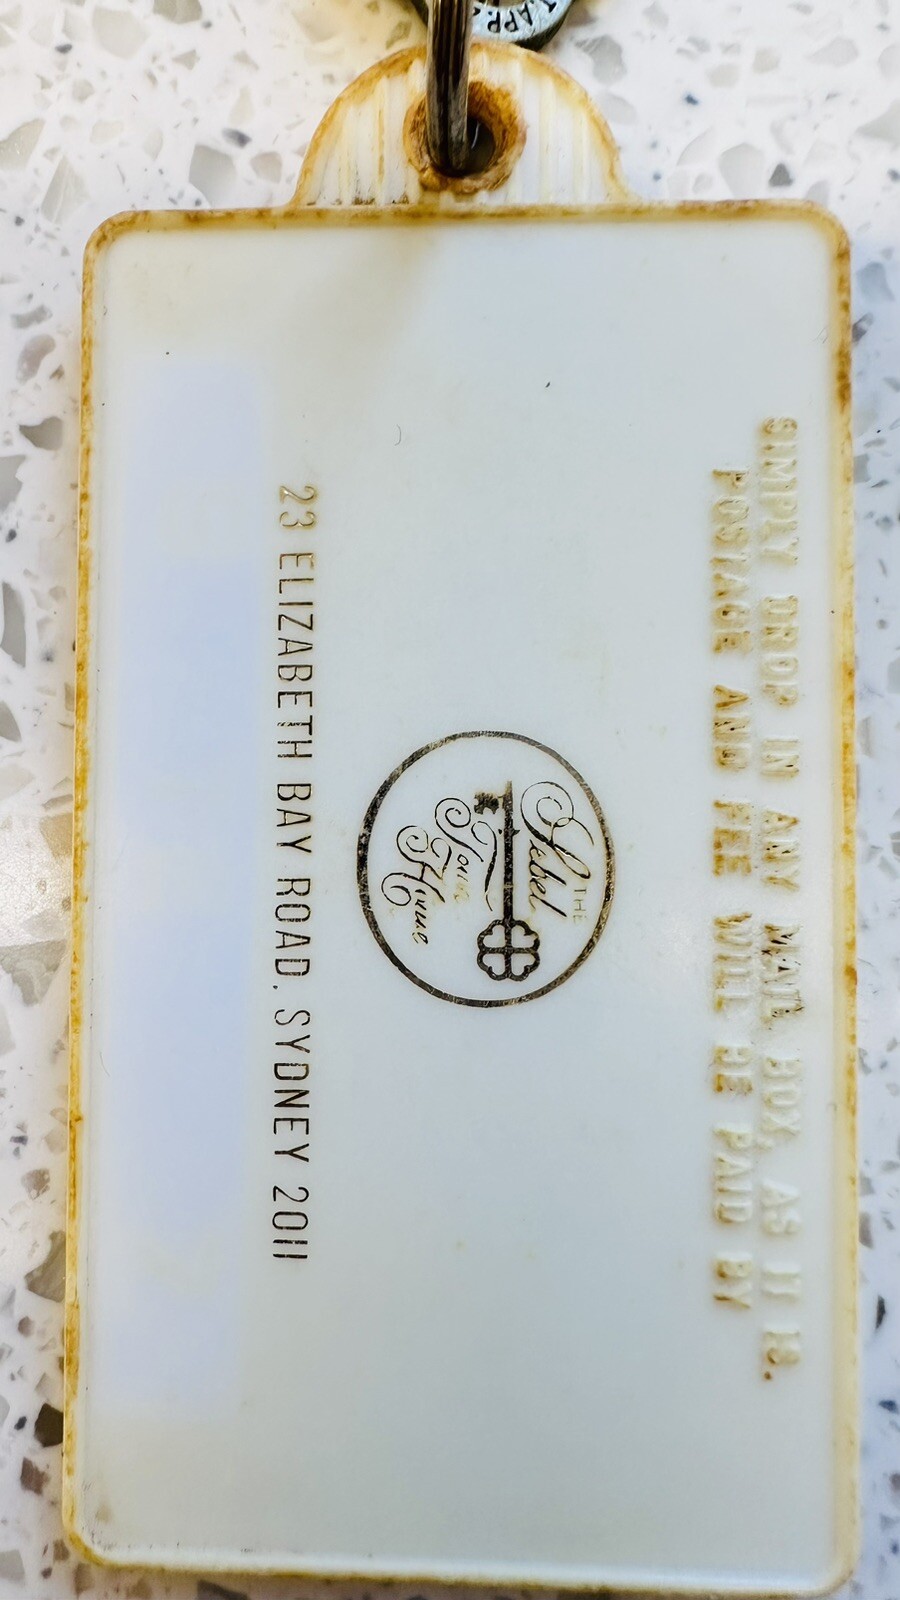 SIMPLY DROP IN ANY MAIL BOX, AS IT IS.
POSTAGE AND FEE WILL BE PAID BY
THE
Sebel
Town
House
23 ELIZABETH BAY ROAD, SYDNEY 2011